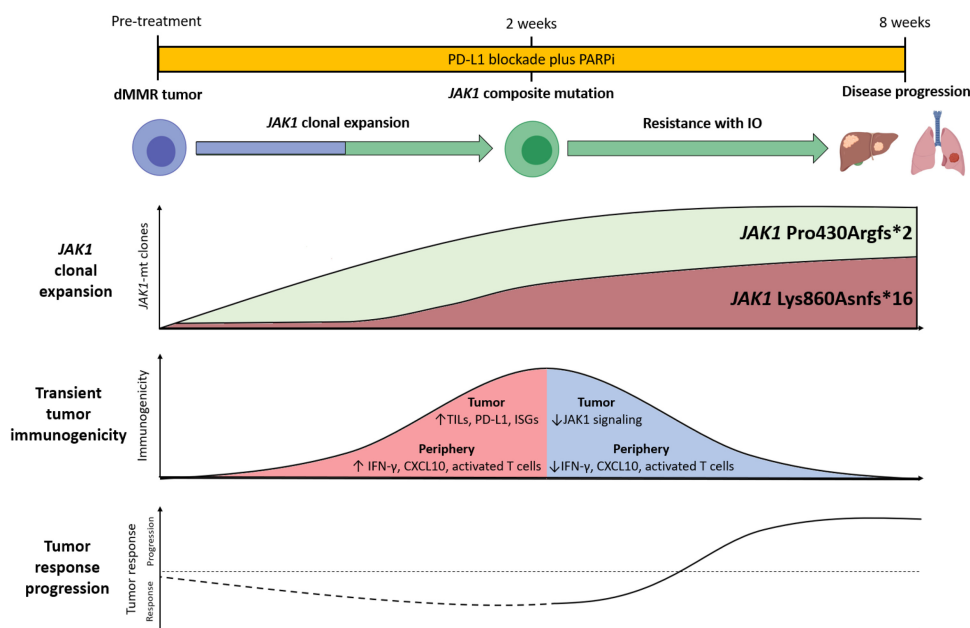 Pre-treatment
2 weeks
8 weeks
PD-L1 blockade plus PARPi
dMMR tumor
JAK1 composite mutation
Disease progression
JAK1 clonal expansion
Resistance with IO
JAK1
clonal
expansion
JAK1-mt clones
JAK1 Pro430Argfs*2
JAK1 Lys860Asnfs*16
Transient
tumor
immunogenicity
Immunogenicity
Tumor
↑TILs, PD-L1, ISGs
Periphery
↑ IFN-γ, CXCL10, activated T cells
Tumor
↓JAK1 signaling
Periphery
↓IFN-γ, CXCL10, activated T cells
Tumor
response
progression
Tumor response
Progression
Response